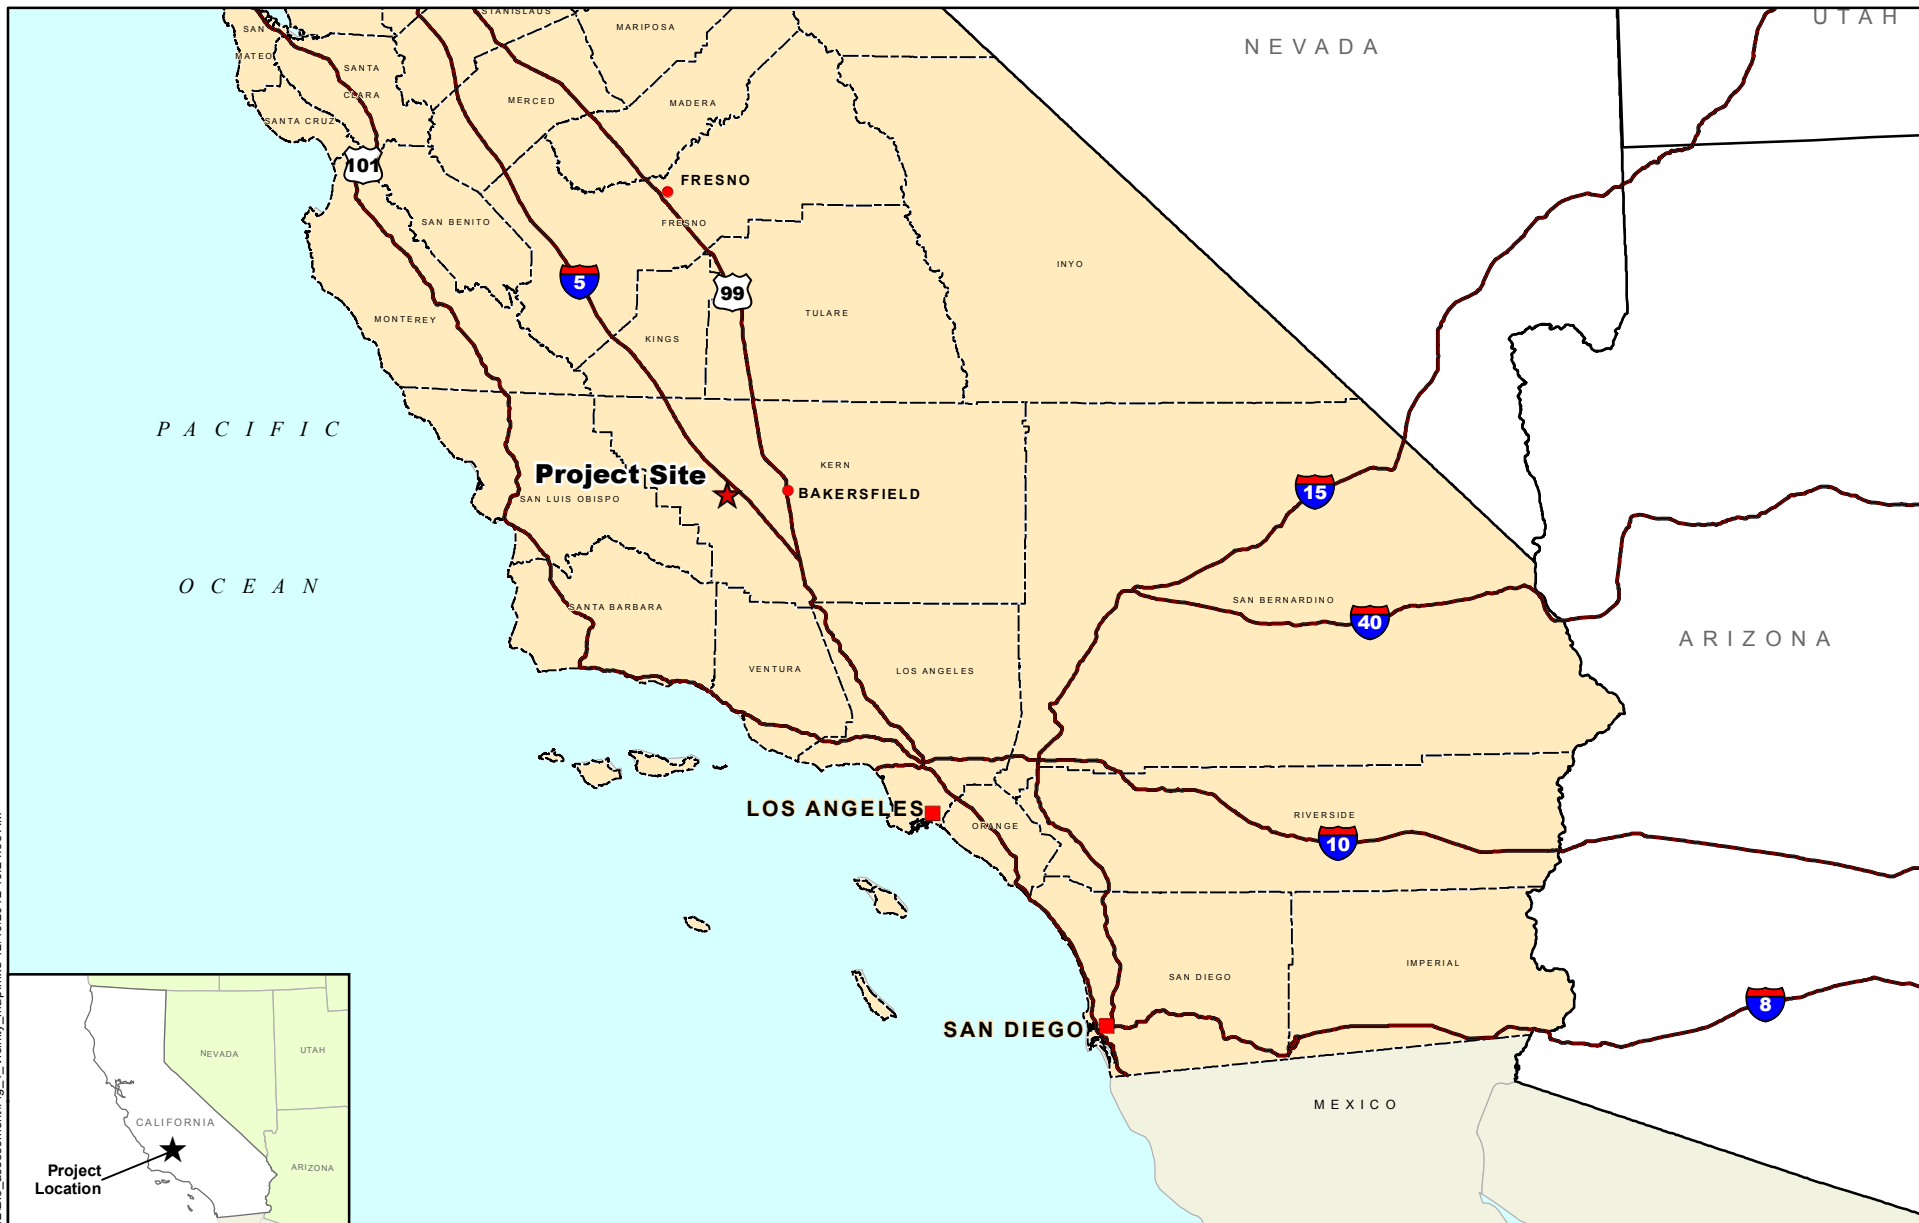 STANISLAUS
UTAH
SAN
MATEO
MARIPOSA
NEVADA
SANTA
CLARA
MERCED
MADERA
SANTA CRUZ
101
FRESNO
SAN BENITO
FRESNO
INYO
5
99
MONTEREY
TULARE
KINGS
PACIFIC
KERN
Project Site
BAKERSFIELD
SAN LUIS OBISPO
15
OCEAN
SANTA BARBARA
SAN BERNARDINO
40
ARIZONA
VENTURA
LOS ANGELES
LOS ANGELES
ORANGE
RIVERSIDE
10
SAN DIEGO
IMPERIAL
8
SAN DIEGO
MEXICO
NEVADA
UTAH
CALIFORNIA
ARIZONA
Project
Location